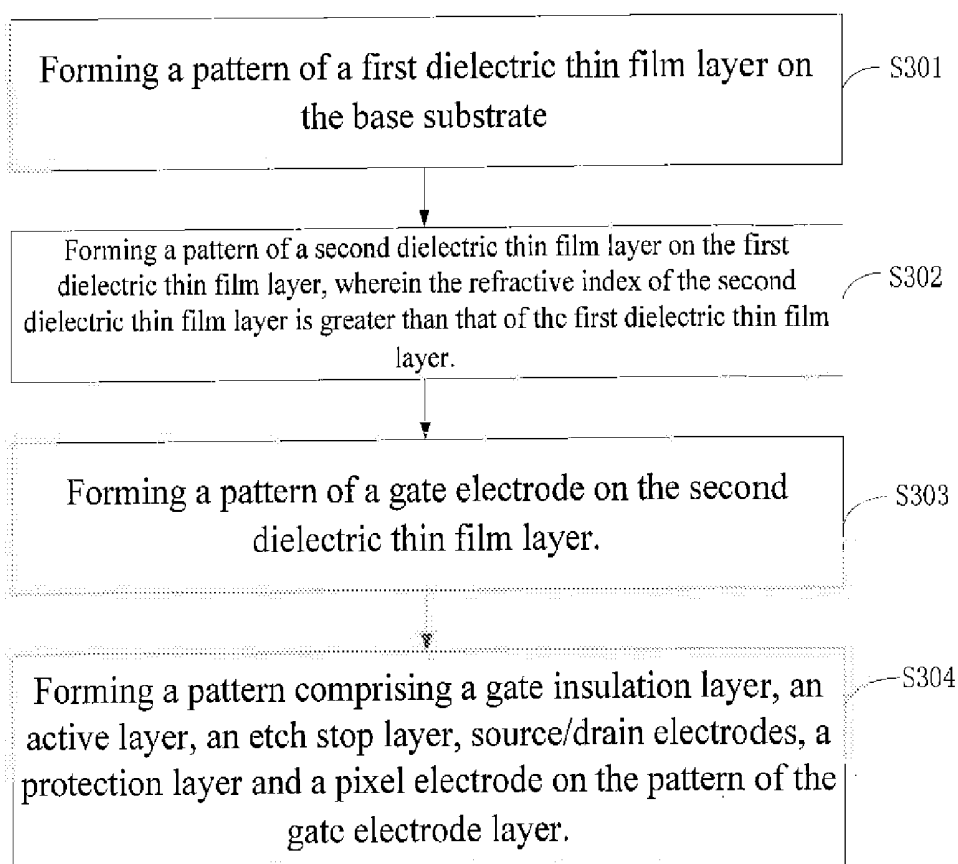 Forming a pattern of a first dielectric thin film layer on
the base substrate
S301
Forming a pattern of a second dielectric thin film layer on the first
dielectric thin film layer, wherein the refractive index of the second
dielectric thin film layer is greater than that of the first dielectric thin film
layer.
S302
Forming a pattern of a gate electrode on the second
dielectric thin film layer.
S303
Forming a pattern comprising a gate insulation layer, an
active layer, an etch stop layer, source/drain electrodes, a
protection layer and a pixel electrode on the pattern of the
gate electrode layer.
S304